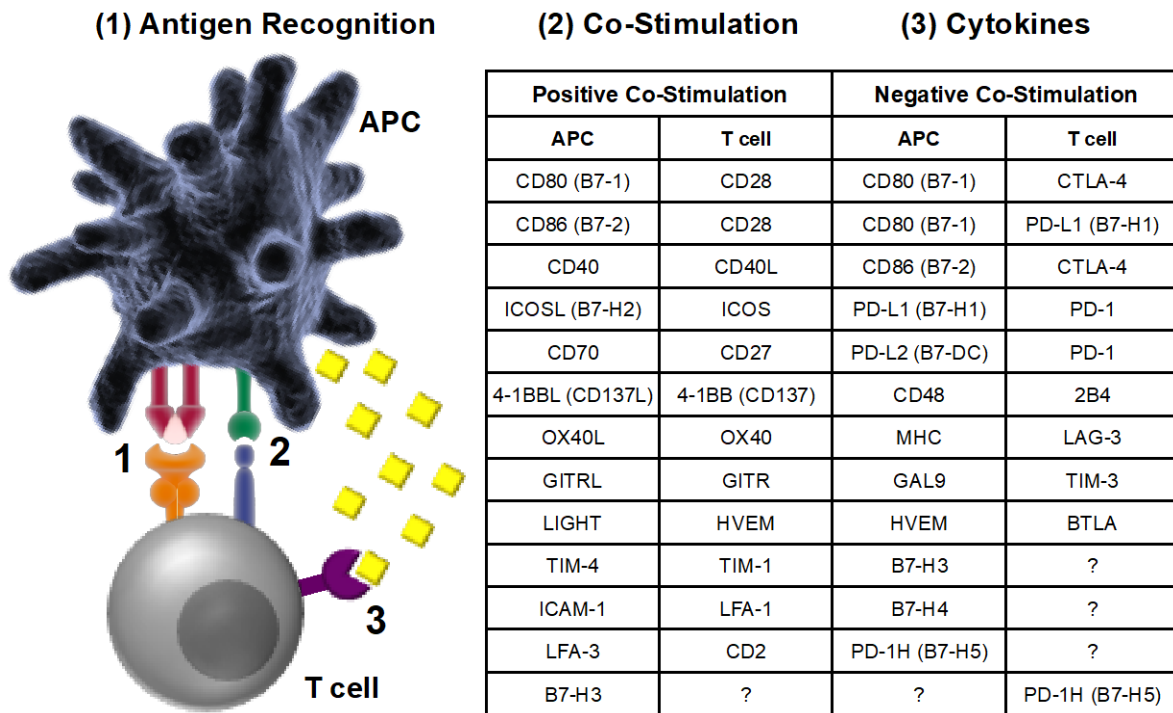 (1) Antigen Recognition (2) Co-Stimulation (3) Cytokines
APC
1
2
3
T cell
Positive Co-Stimulation Negative Co-Stimulation
APC T cell APC T cell
CD80 (B7-1) CD28 CD80 (B7-1) CTLA-4
CD86 (B7-2) CD28 CD80 (B7-1) PD-L1 (B7-H1)
CD40 CD40L CD86 (B7-2) CTLA-4
ICOSL (B7-H2) ICOS PD-L1 (B7-H1) PD-1
CD70 CD27 PD-L2 (B7-DC) PD-1
4-1BBL (CD137L) 4-1BB (CD137) CD48 2B4
OX40L OX40 MHC LAG-3
GITRL GITR GAL9 TIM-3
LIGHT HVEM HVEM BTLA
TIM-4 TIM-1 B7-H3 ?
ICAM-1 LFA-1 B7-H4 ?
LFA-3 CD2 PD-1H (B7-H5) ?
B7-H3 ? ? PD-1H (B7-H5)